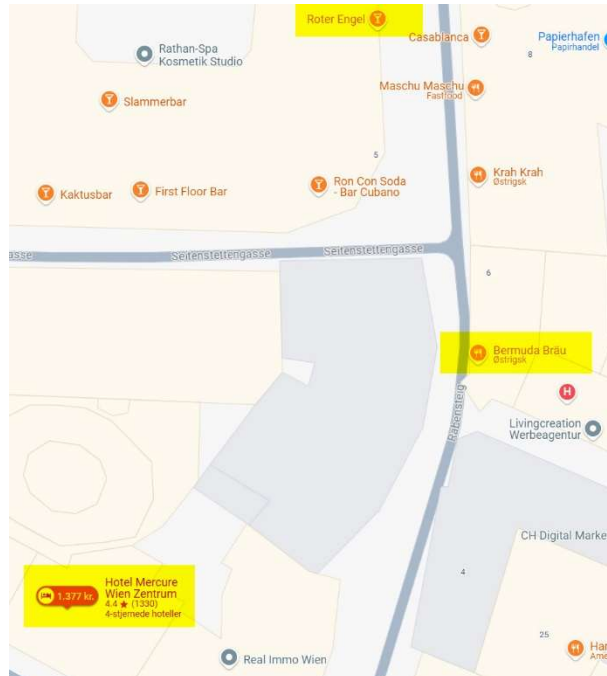 Roter Engel
Casablanca
Papierhafen
Papirhandel
8
Rathan-Spa
Kosmetik Studio
Maschu Maschu
Fastfood
Slammerbar
5
Krah Krah
Østrigsk
Ron Con Soda
- Bar Cubano
Kaktusbar
First Floor Bar
asse
Seitenstettengasse
Seitenstettengasse
6
Bermuda Bräu
Østrigsk
H
Rabensteig
Livingcreation
Werbeagentur
CH Digital Marke
4
Hotel Mercure
Wien Zentrum
1.377 kr.
4.4 ★ (1330)
4-stjernede hoteller
25
Real Immo Wien
Har
Ame